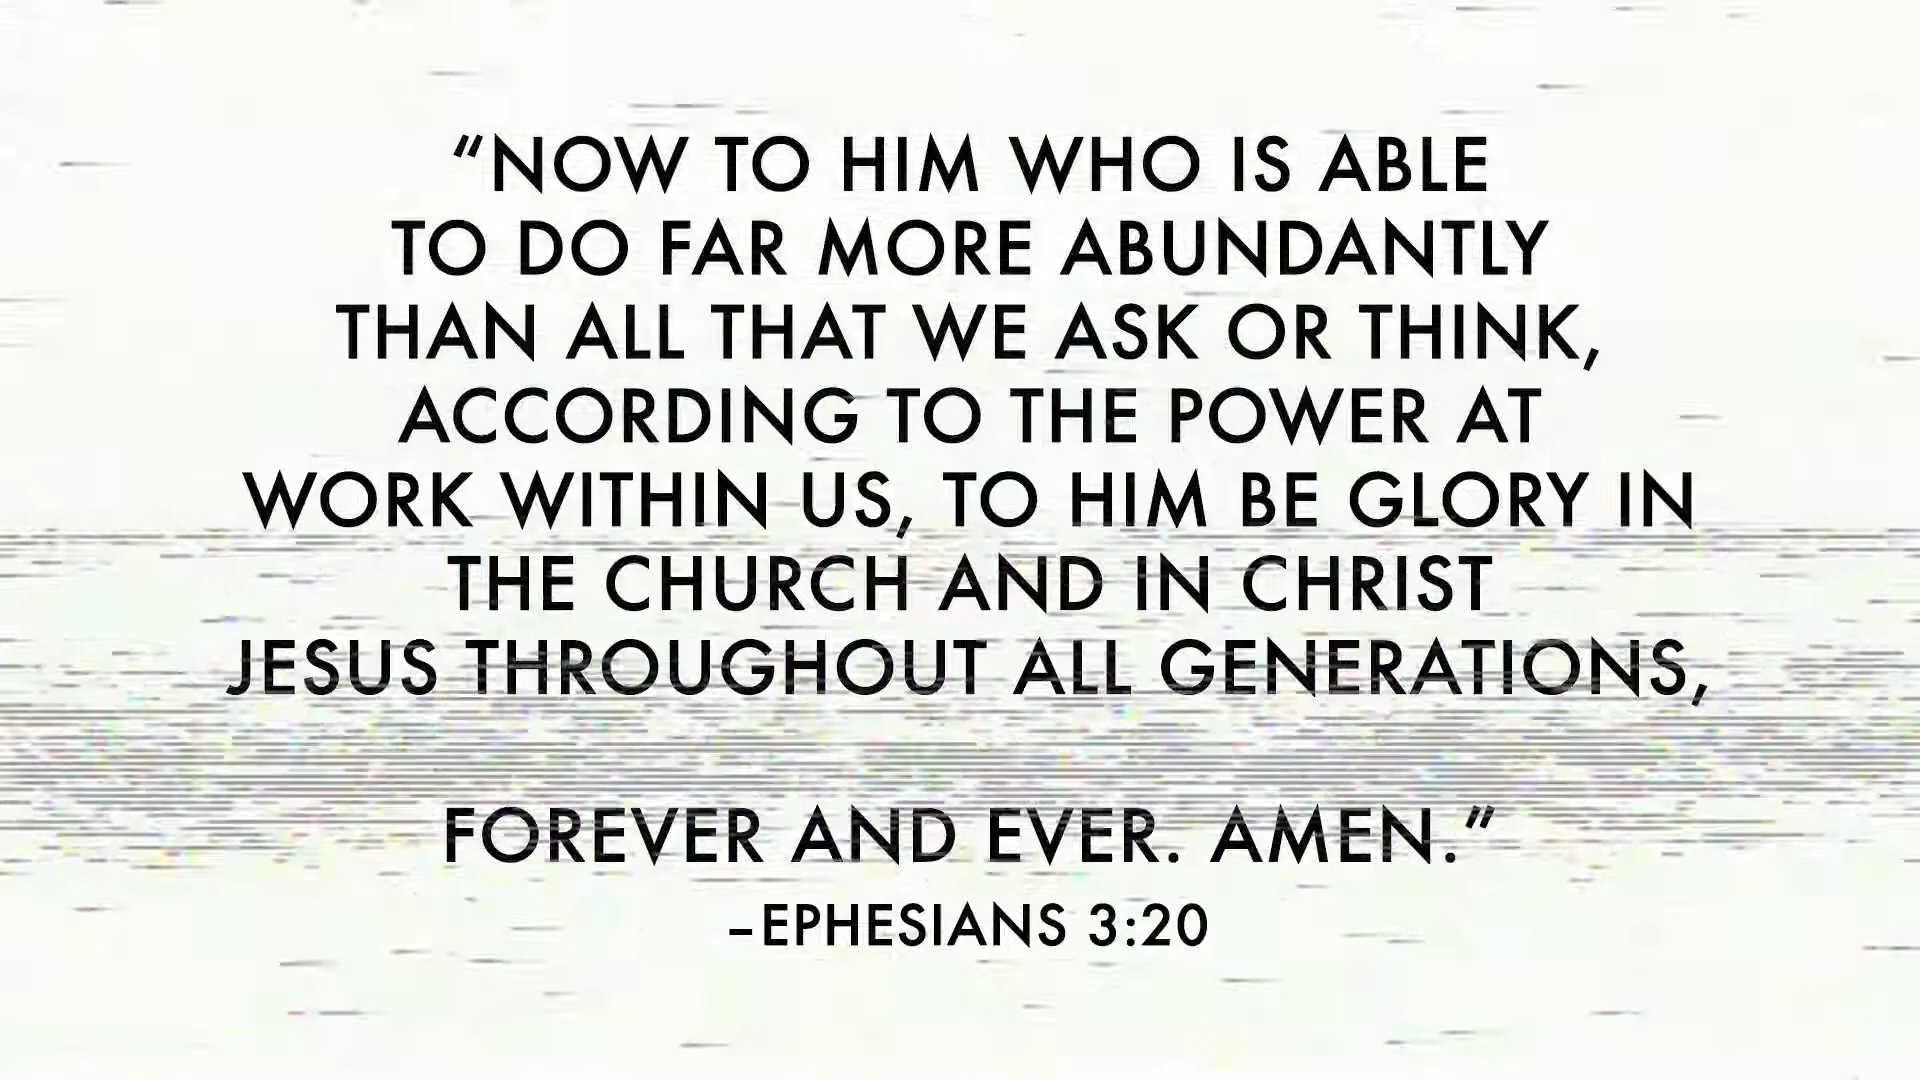 “NOW TO HIM WHO IS ABLE
TO DO FAR MORE ABUNDANTLY
THAN ALL THAT WE ASK OR THINK,
ACCORDING TO THE POWER AT
WORK WITHIN US, TO HIM BE GLORY IN
THE CHURCH AND IN CHRIST
JESUS THROUGHOUT ALL GENERATIONS,
FOREVER AND EVER. AMEN.”
–EPHESIANS 3:20